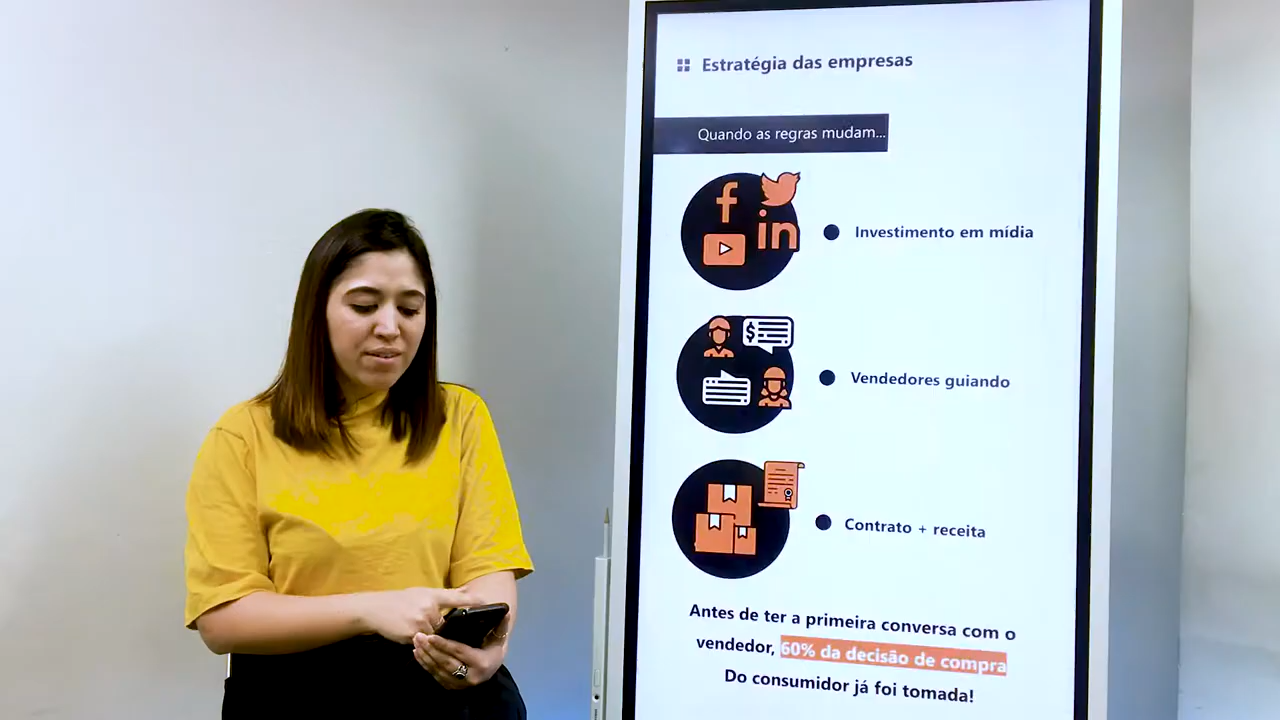 Estratégia das empresas
Quando as regras mudam...
Investimento em mídia
Vendedores guiando
Contrato + receita
Antes de ter a primeira conversa com o
vendedor, 60% da decisão de compra
Do consumidor já foi tomada!